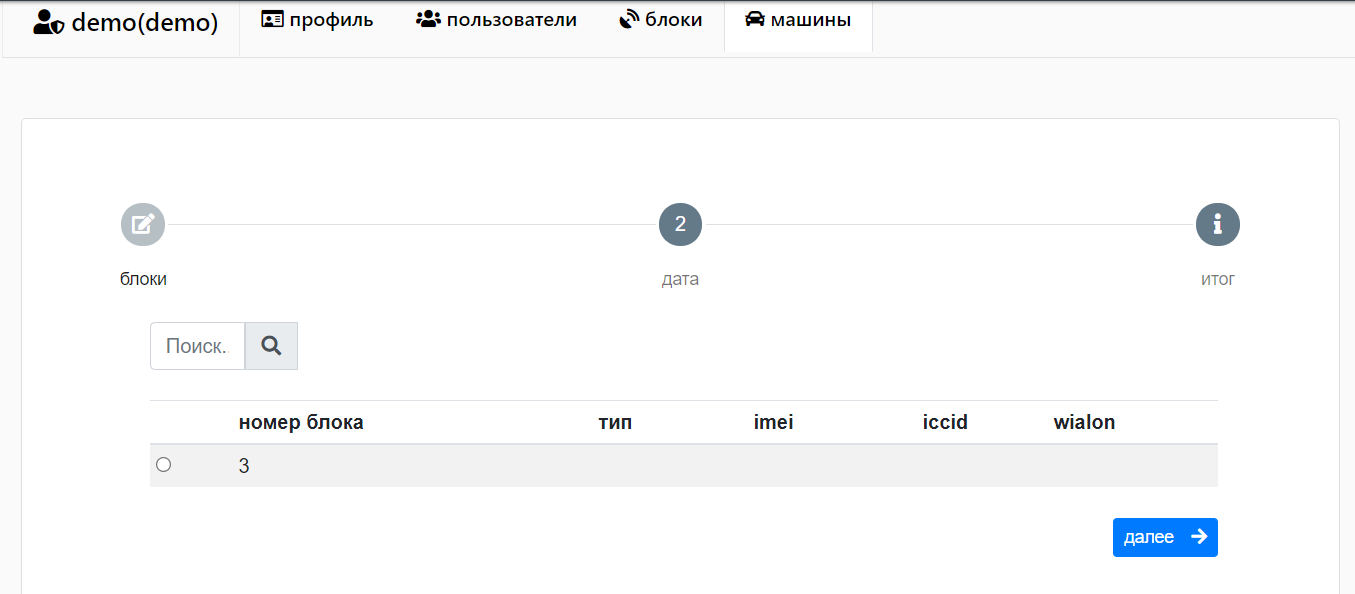 demo(demo) профиль пользователи блоки машины
2
блоки дата итог
Поиск.
номер блока тип imei iccid wialon
3
далее